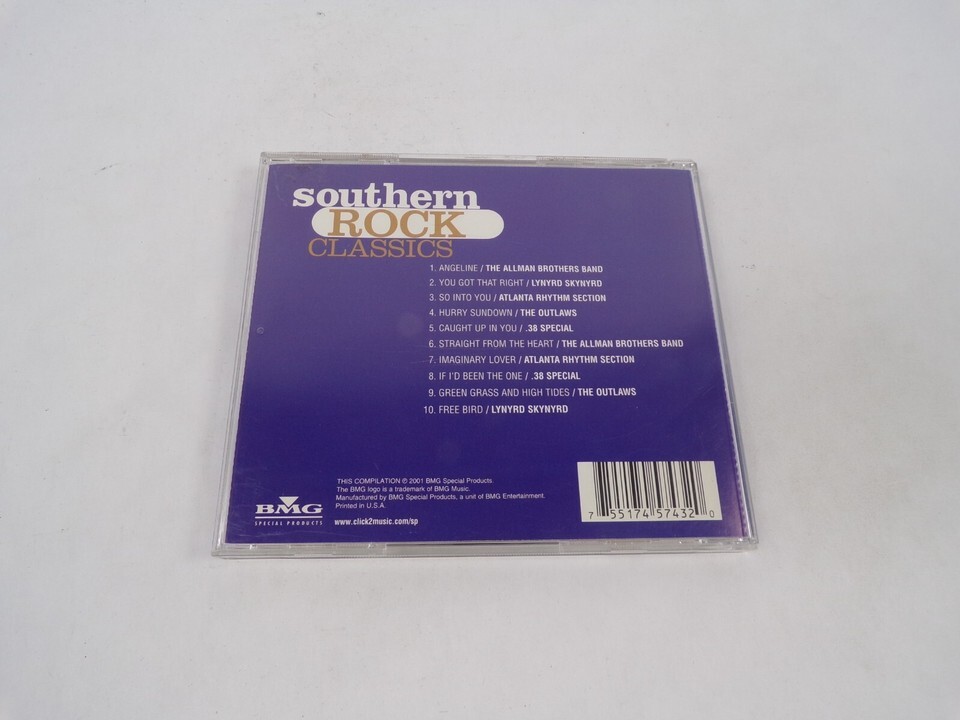 southern
ROCK
CLASSICS
1. ANGELINE / THE ALLMAN BROTHERS BAND
2. YOU GOT THAT RIGHT / LYNYRD SKYNYRD
3. SO INTO YOU / ATLANTA RHYTHM SECTION
4. HURRY SUNDOWN / THE OUTLAWS
5. CAUGHT UP IN YOU / .38 SPECIAL
6. STRAIGHT FROM THE HEART / THE ALLMAN BROTHERS BAND
7. IMAGINARY LOVER / ATLANTA RHYTHM SECTION
8. IF I'D BEEN THE ONE / .38 SPECIAL
9. GREEN GRASS AND HIGH TIDES / THE OUTLAWS
10. FREE BIRD / LYNYRD SKYNYRD
THIS COMPILATION ℗ 2001 BMG Special Products.
The BMG logo is a trademark of BMG Music.
Manufactured by BMG Special Products, a unit of BMG Entertainment.
Printed in U.S.A.
www.click2music.com/sp
BMG
SPECIAL PRODUCTS
7 55174 57432 0